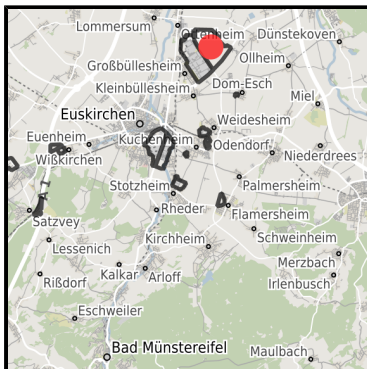 Lommersum
Ottenheim
Dünstekoven
Ollheim
Großbüllesheim
Kleinbüllesheim
Dom-Esch
Miel
Euskirchen
Weidesheim
Euenheim
Kuchenheim
Odendorf
Wißkirchen
Niederdrees
Stotzheim
Palmersheim
Rheder
Flamersheim
Satzvey
Schweinheim
Lessenich
Kirchheim
Merzbach
Kalkar
Arloff
Rißdorf
Irlenbusch
Eschweiler
Bad Münstereifel
Maulbach